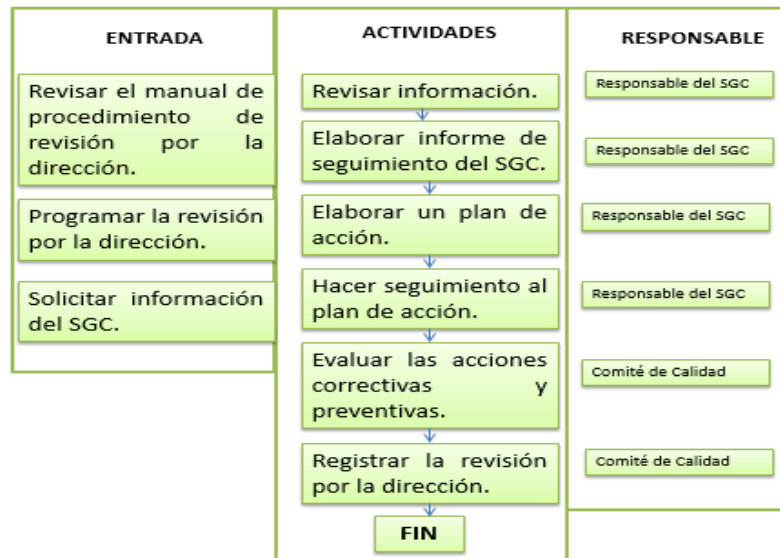 ENTRADA
Revisar el manual de
procedimiento de
revisión por la
dirección.
Programar la revisión
por la dirección.
Solicitar información
del SGC.
ACTIVIDADES
Revisar información.
Elaborar informe de
seguimiento del SGC.
Elaborar un plan de
acción.
Hacer seguimiento al
plan de acción.
Evaluar las acciones
correctivas y
preventivas.
Registrar la revisión
por la dirección.
FIN
RESPONSABLE
Responsable del SGC
Responsable del SGC
Responsable del SGC
Responsable del SGC
Comité de Calidad
Comité de Calidad